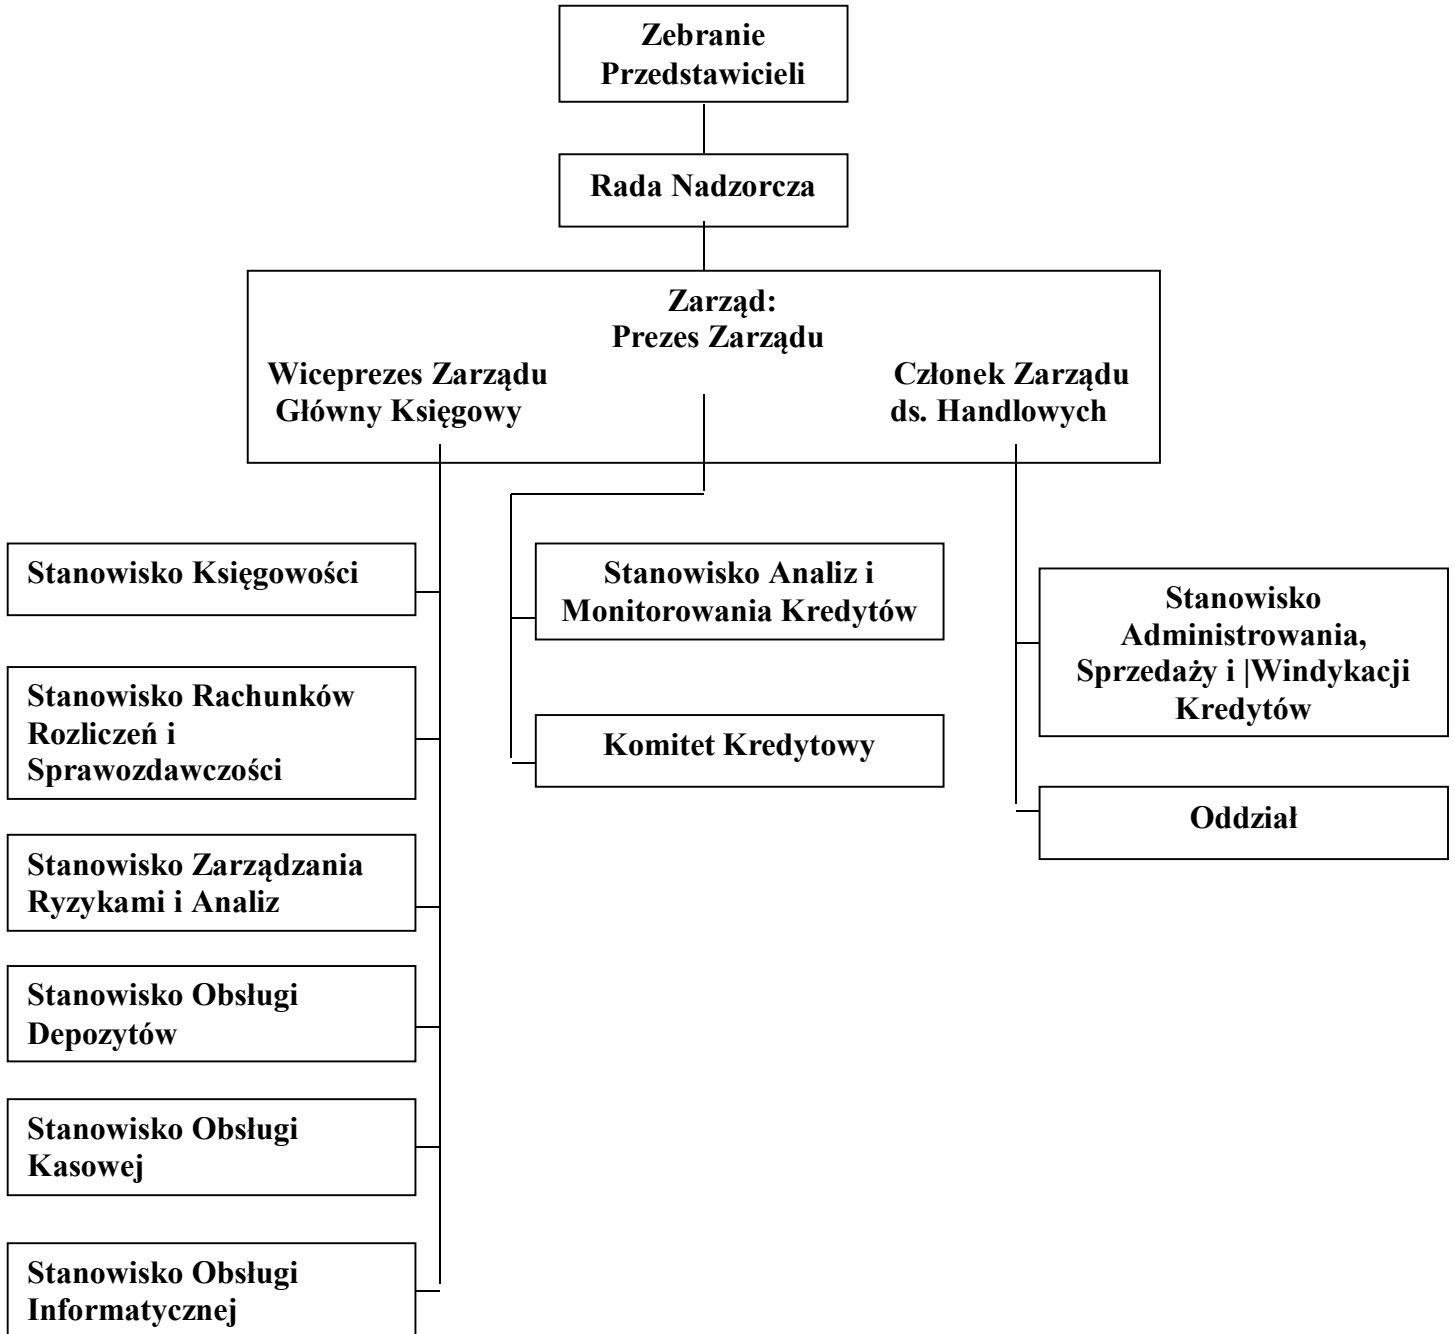 Zebranie
Przedstawicieli
Rada Nadzorcza
Zarząd:
Prezes Zarządu
Wiceprezes Zarządu
Główny Księgowy
Członek Zarządu
ds. Handlowych
Stanowisko Księgowości
Stanowisko Rachunków
Rozliczeń i
Sprawozdawczości
Stanowisko Zarządzania
Ryzykami i Analiz
Stanowisko Obsługi
Depozytów
Stanowisko Obsługi
Kasowej
Stanowisko Obsługi
Informatycznej
Stanowisko Analiz i
Monitorowania Kredytów
Komitet Kredytowy
Stanowisko
Administrowania,
Sprzedaży i |Windykacji
Kredytów
Oddział